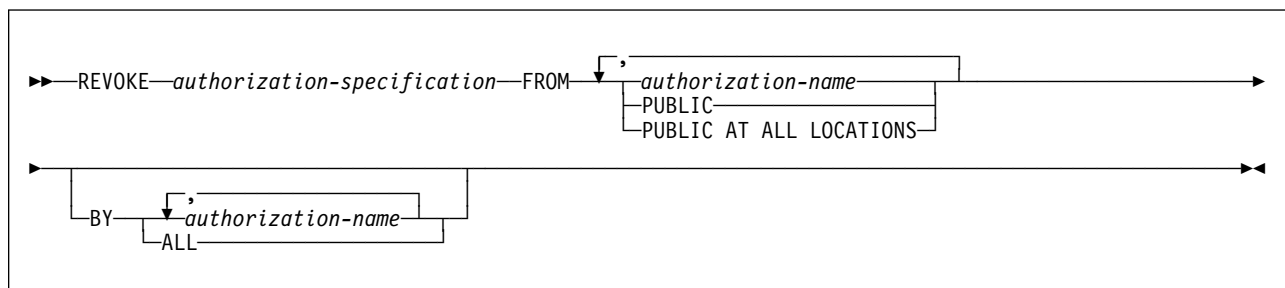 ,
REVOKE authorization-specification FROM authorization-name
PUBLIC
PUBLIC AT ALL LOCATIONS
,
BY authorization-name
ALL